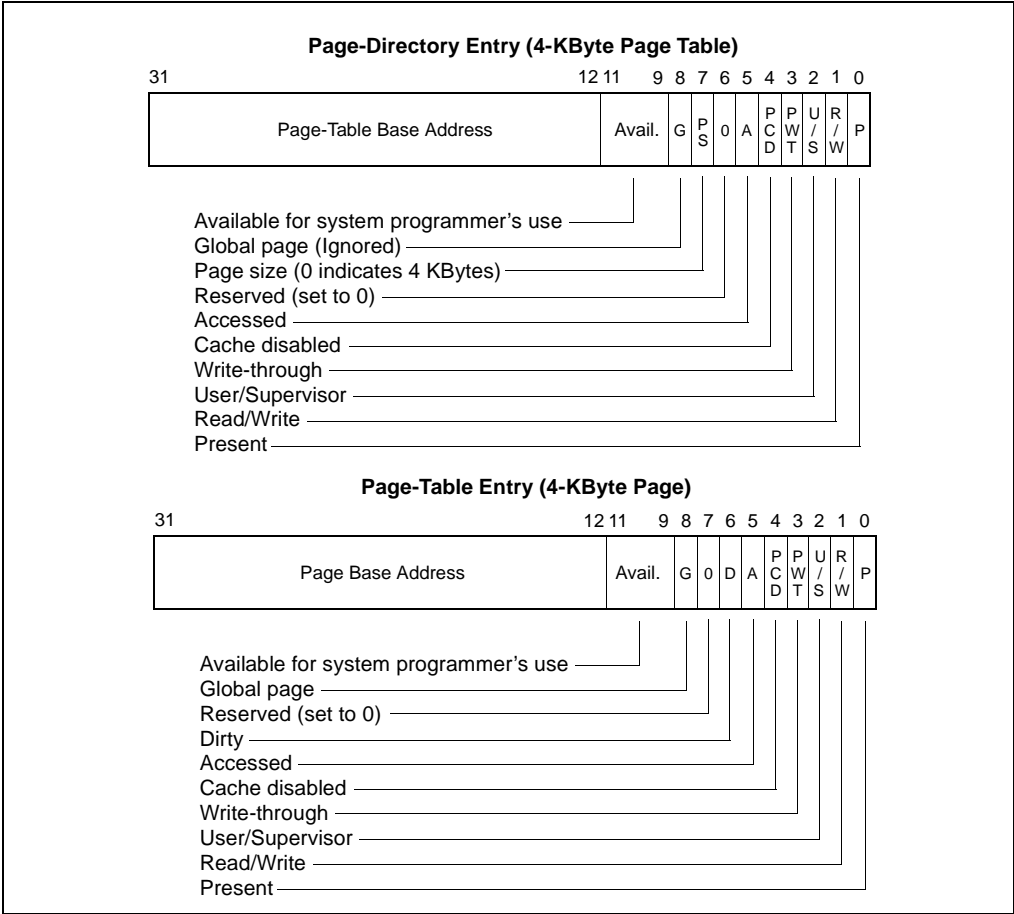 Page-Directory Entry (4-KByte Page Table)
31 12 11 9 8 7 6 5 4 3 2 1 0
Page-Table Base Address Avail. G PS 0 A PCD PWT U/S R/W P
Available for system programmer's use
Global page (Ignored)
Page size (0 indicates 4 KBytes)
Reserved (set to 0)
Accessed
Cache disabled
Write-through
User/Supervisor
Read/Write
Present
Page-Table Entry (4-KByte Page)
31 12 11 9 8 7 6 5 4 3 2 1 0
Page Base Address Avail. G 0 D A PCD PWT U/S R/W P
Available for system programmer's use
Global page
Reserved (set to 0)
Dirty
Accessed
Cache disabled
Write-through
User/Supervisor
Read/Write
Present